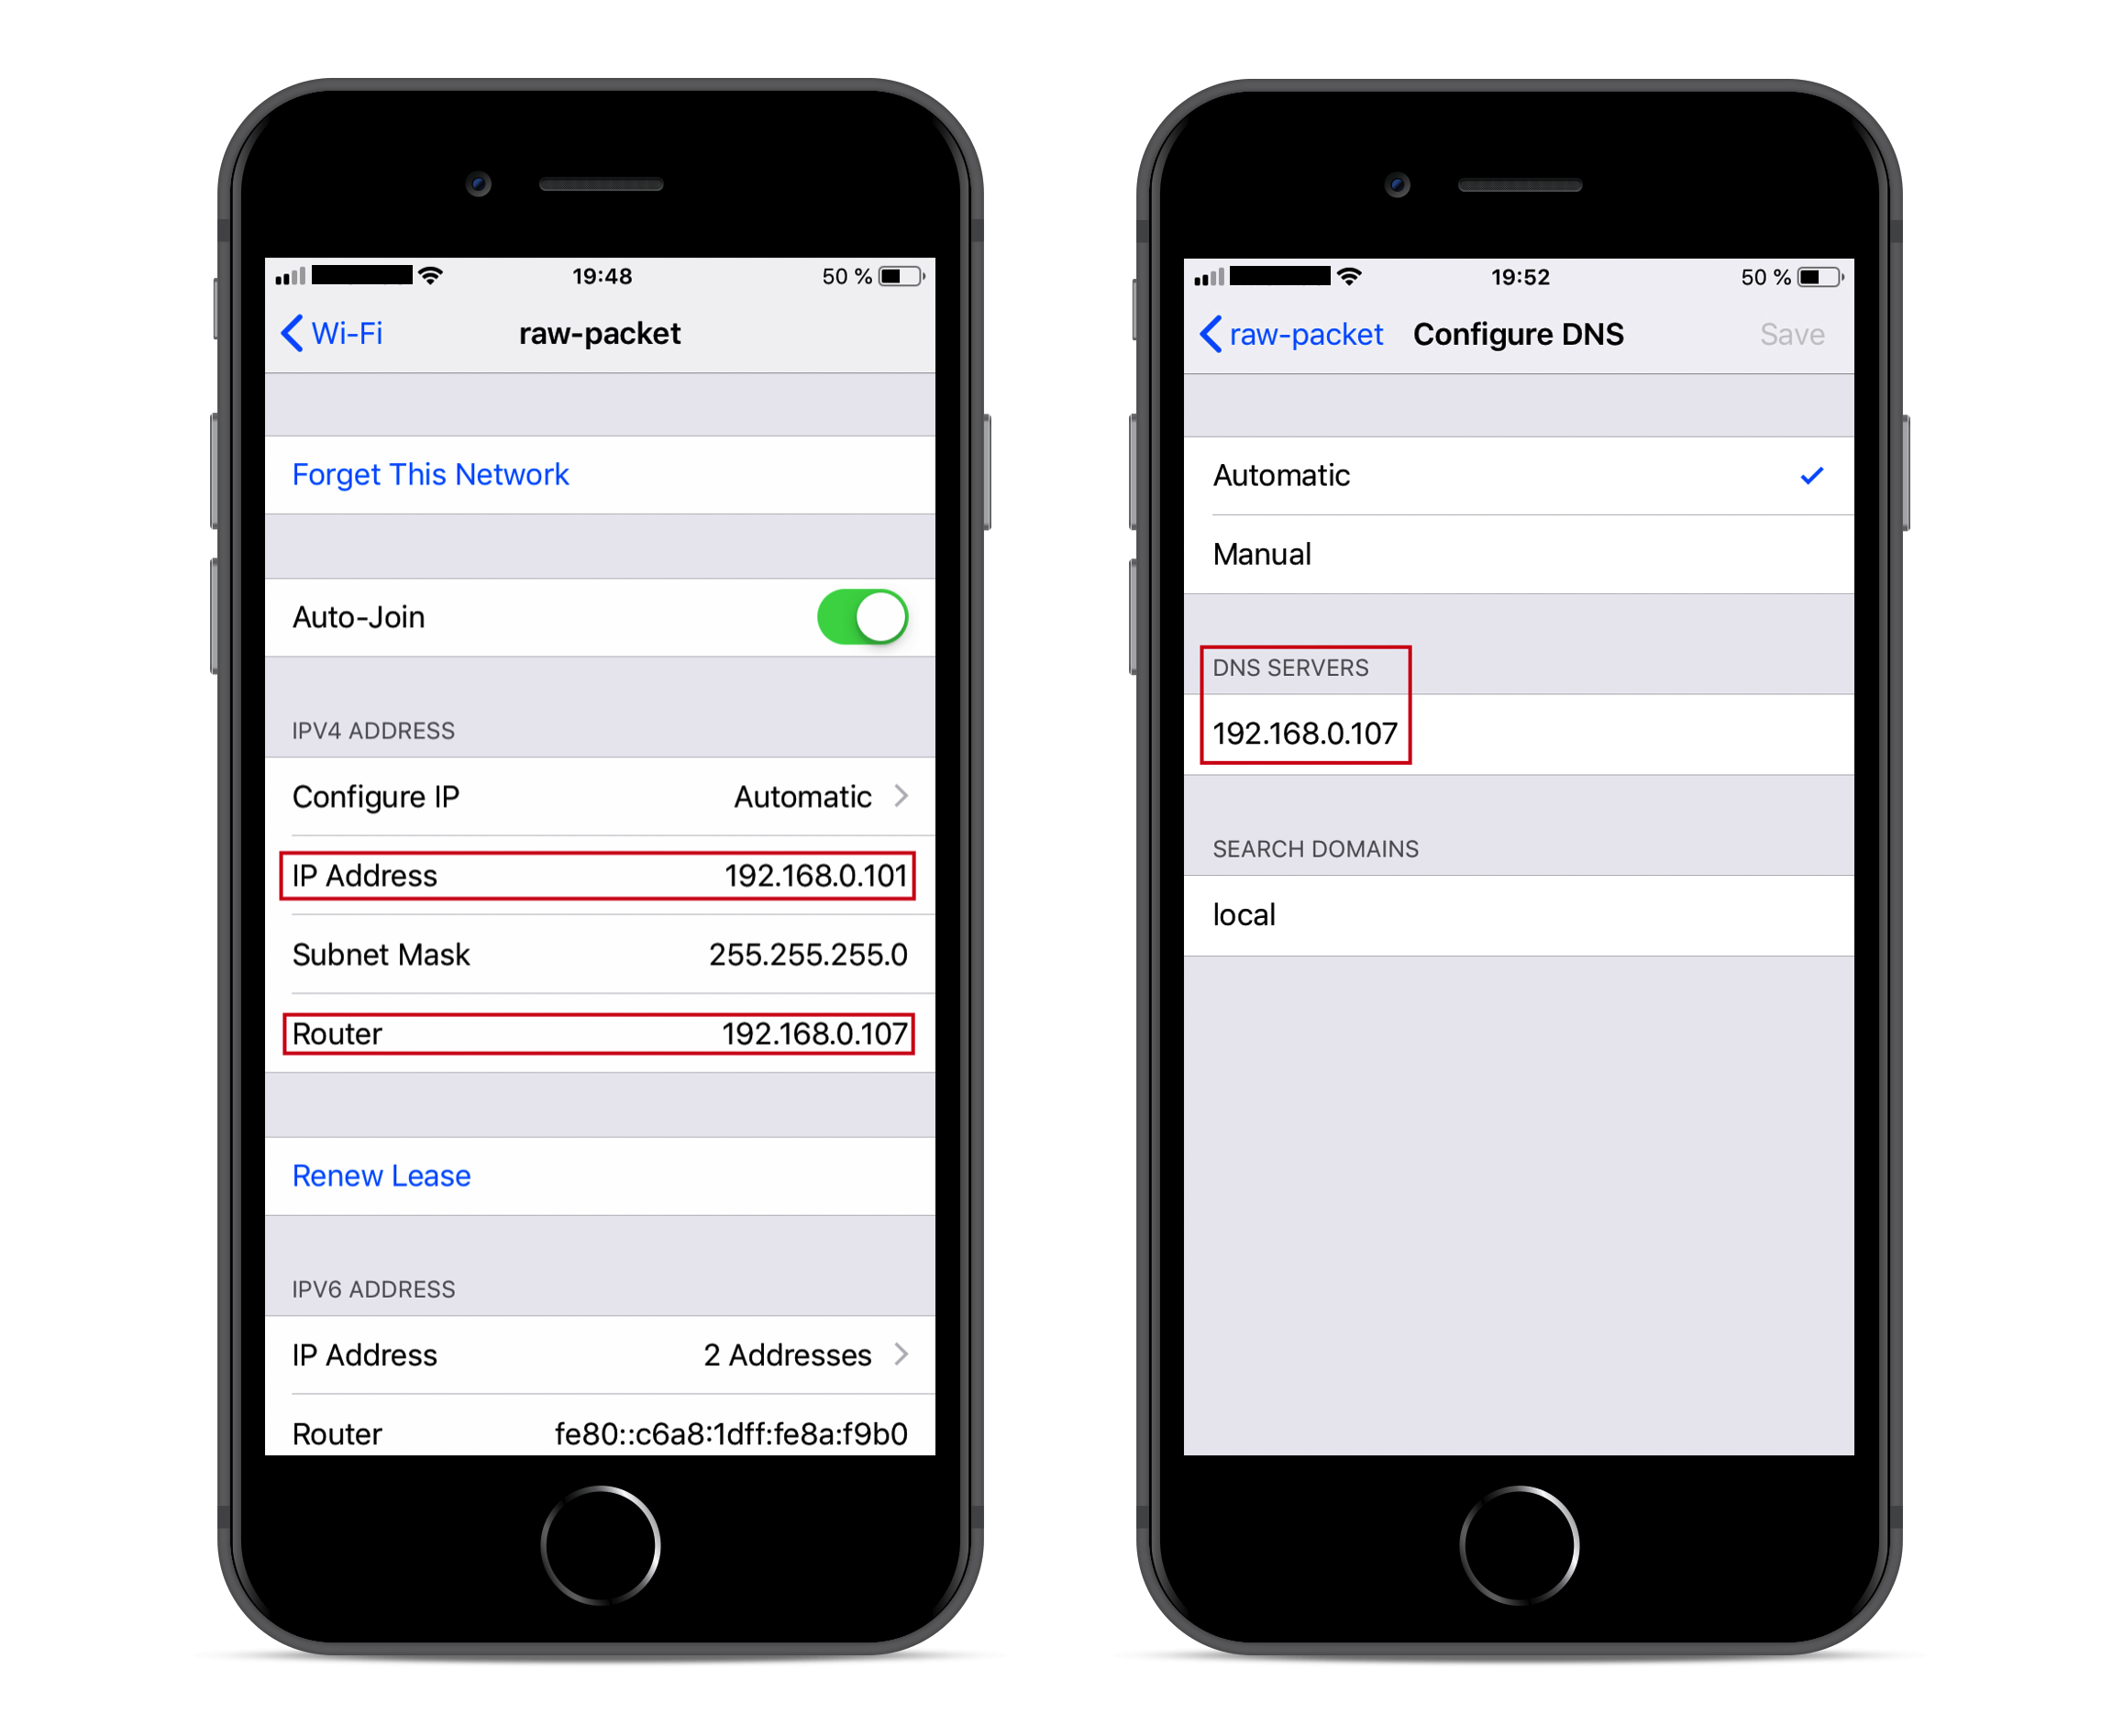 19:48
50 %
Wi-Fi
raw-packet
Forget This Network
Auto-Join
IPV4 ADDRESS
Configure IP Automatic
IP Address 192.168.0.101
Subnet Mask 255.255.255.0
Router 192.168.0.107
Renew Lease
IPV6 ADDRESS
IP Address 2 Addresses
Router fe80::c6a8:1dff:fe8a:f9b0
19:52
50 %
raw-packet Configure DNS Save
Automatic
Manual
DNS SERVERS
192.168.0.107
SEARCH DOMAINS
local